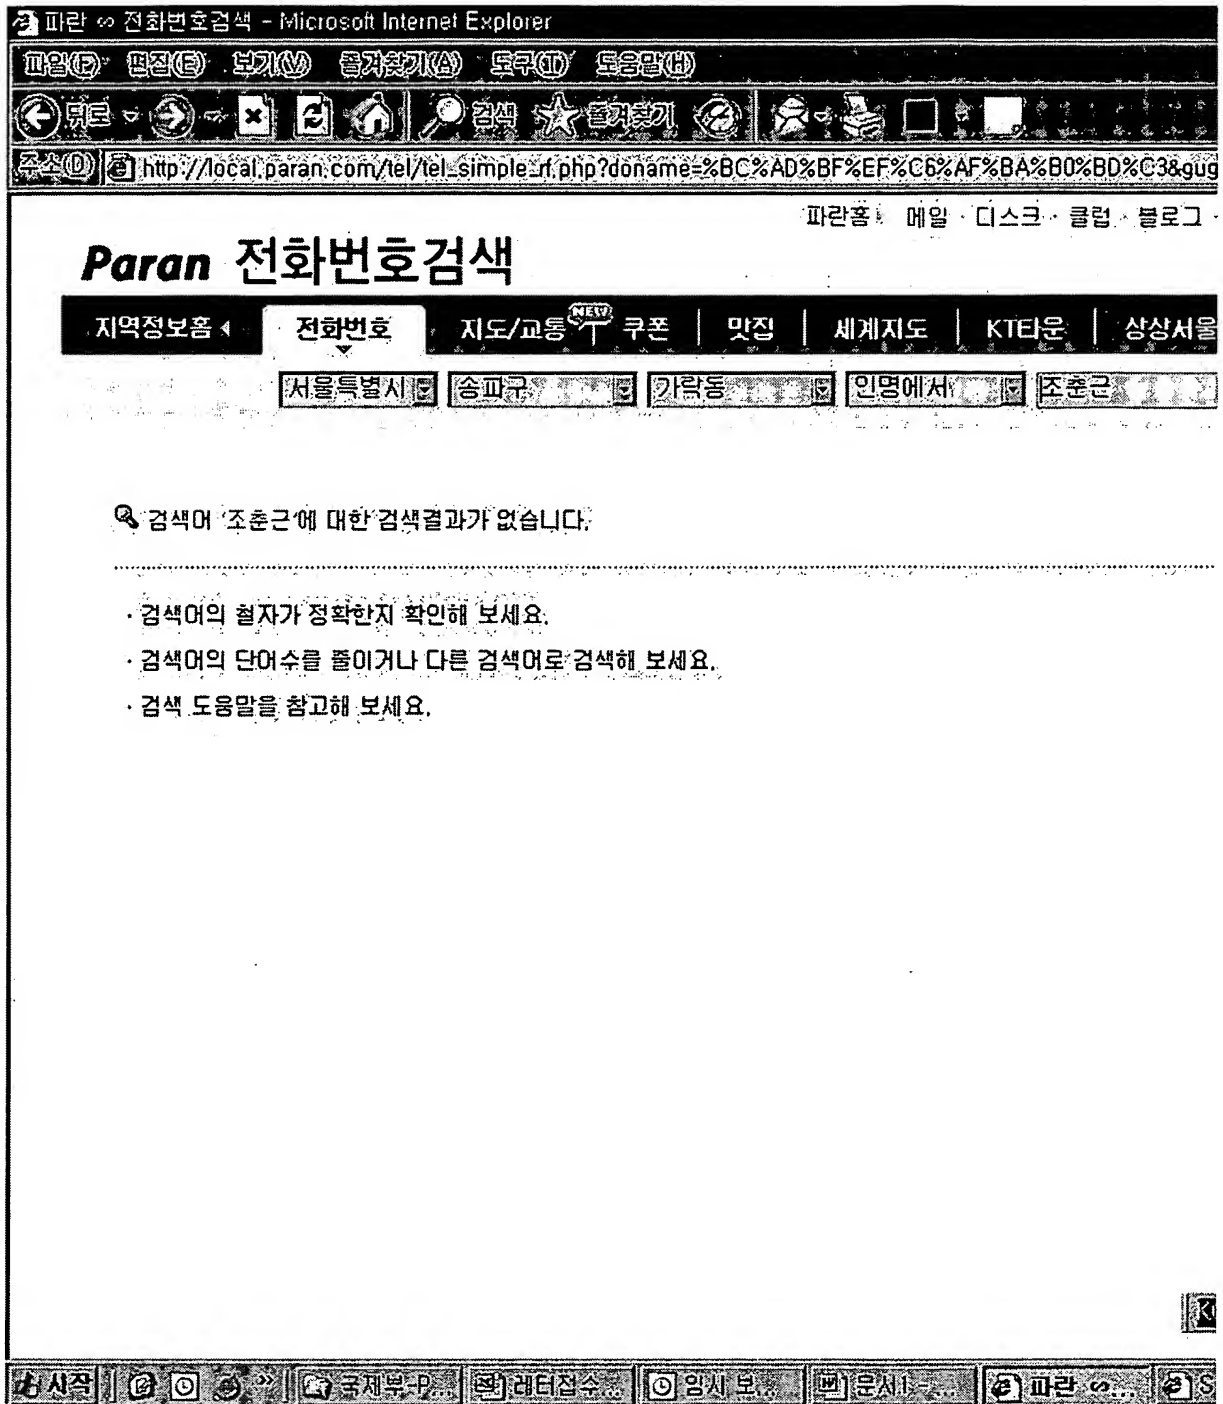 파란 ∽ 전화번호검색 - Microsoft Internet Explorer
파일(F) 편집(E) 보기(V) 즐겨찾기(A) 도구(T) 도움말(H)
뒤로 검색 즐겨찾기
주소(D) http://local.paran.com/tel/tel_simple_rf.php?doname=%BC%AD%BF%EF%C6%AF%BA%B0%BD%C3&gug
파란홈 메일 · 디스크 · 클럽 · 블로그 ·
Paran 전화번호검색
지역정보홈 전화번호 지도/교통 NEW 쿠폰 | 맛집 | 세계지도 | KT타운 | 상상서울
서울특별시 송파구 가락동 인명에서 조춘근
검색어 '조춘근'에 대한 검색결과가 없습니다.
· 검색어의 철자가 정확한지 확인해 보세요.
· 검색어의 단어수를 줄이거나 다른 검색어로 검색해 보세요.
· 검색 도움말을 참고해 보세요.
시작 » 국제부-P... 레터접수... 임시 보... 문서1 -... 파란 ∽... S